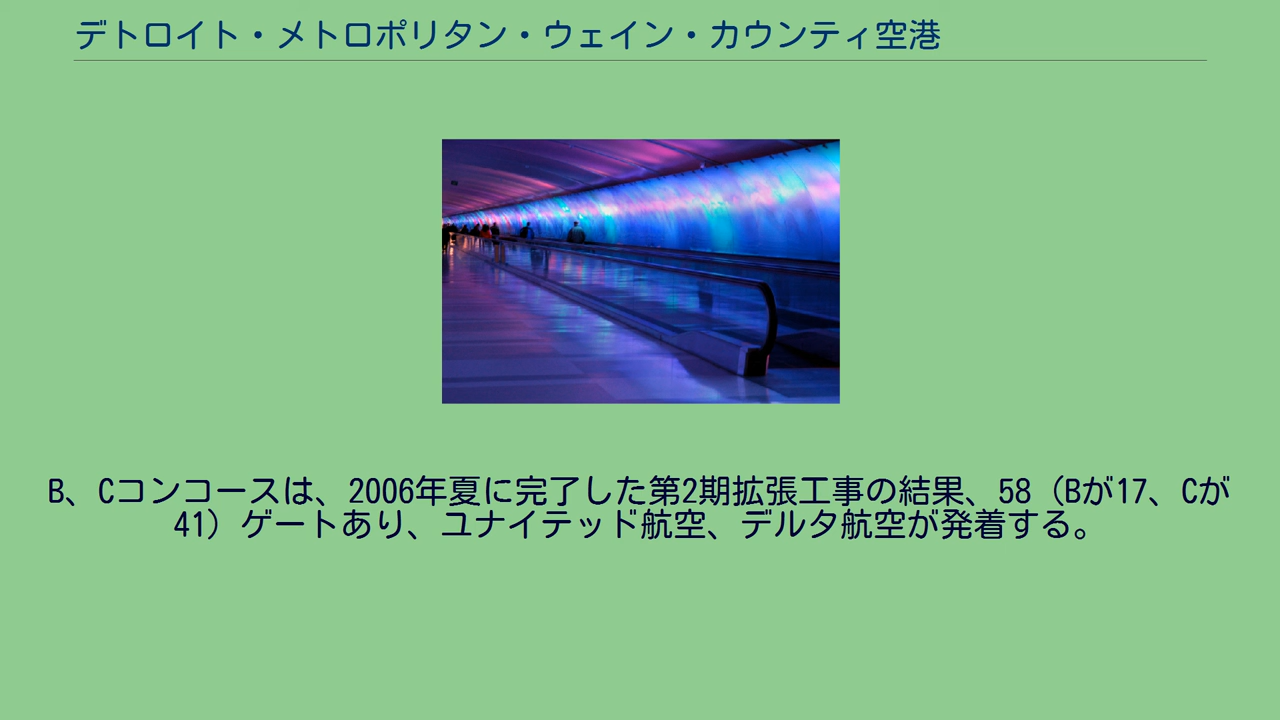 デトロイト・メトロポリタン・ウェイン・カウンティ空港
B、Cコンコースは、2006年夏に完了した第2期拡張工事の結果、58（Bが17、Cが
41）ゲートあり、ユナイテッド航空、デルタ航空が発着する。